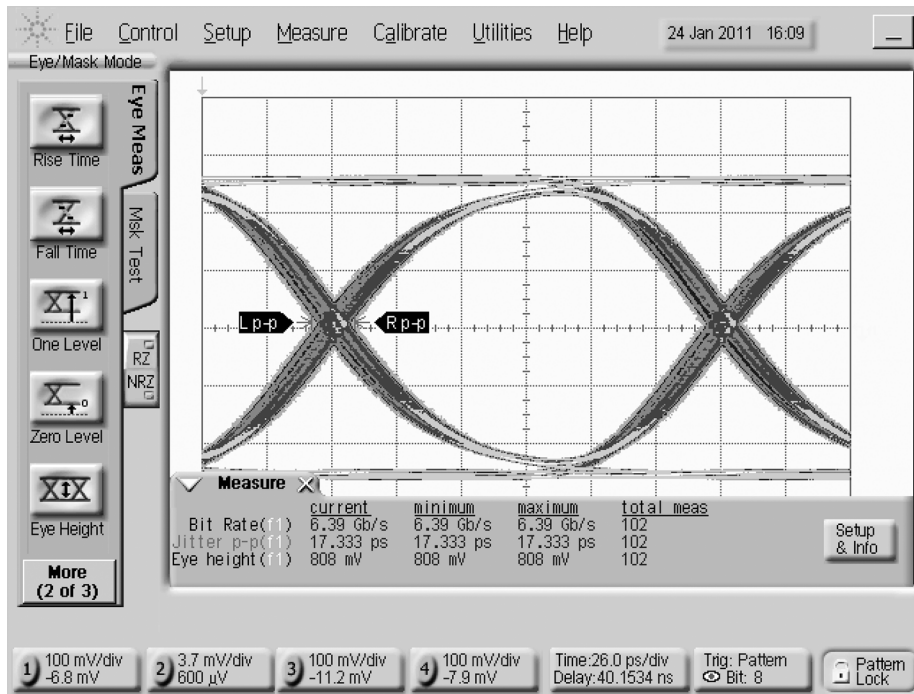 File Control Setup Measure Calibrate Utilities Help 24 Jan 2011 16:09
Eye/Mask Mode
Eye Meas
Msk Test
Rise Time
Fall Time
1
One Level
RZ
NRZ
0
Zero Level
Eye Height
More
(2 of 3)
L p-p R p-p
Measure
current minimum maximum total meas
Bit Rate(f1) 6.39 Gb/s 6.39 Gb/s 6.39 Gb/s 102
Jitter p-p(f1) 17.333 ps 17.333 ps 17.333 ps 102
Eye height(f1) 808 mV 808 mV 808 mV 102
Setup
& Info
1) 100 mV/div
-6.8 mV
2) 3.7 mV/div
600 µV
3) 100 mV/div
-11.2 mV
4) 100 mV/div
-7.9 mV
Time:26.0 ps/div
Delay:40.1534 ns
Trig: Pattern
Bit: 8
Pattern
Lock